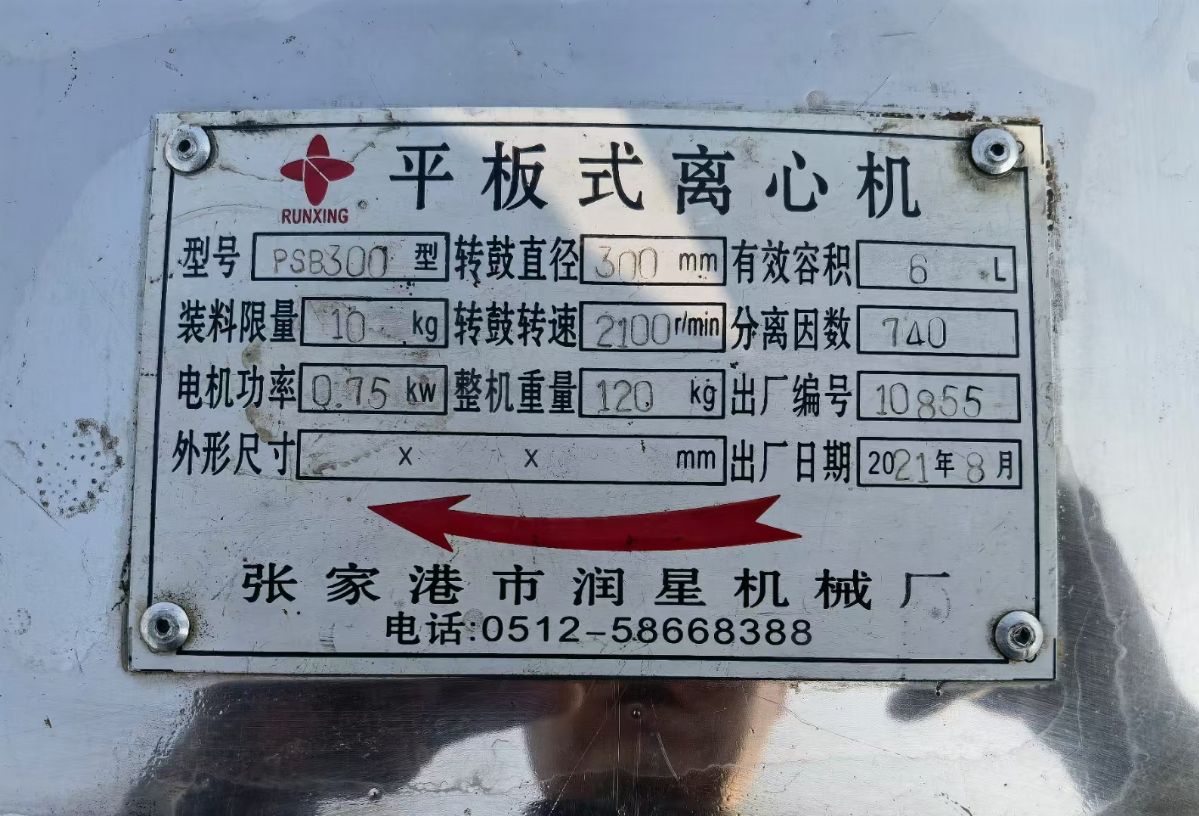 RUNXING 平板式离心机
型号 PSB300 型 转鼓直径 300 mm 有效容积 6 L
装料限量 10 kg 转鼓转速 2100 r/min 分离因数 740
电机功率 0.75 kw 整机重量 120 kg 出厂编号 10855
外形尺寸 x x mm 出厂日期 2021年8月
张家港市润星机械厂
电话:0512-58668388